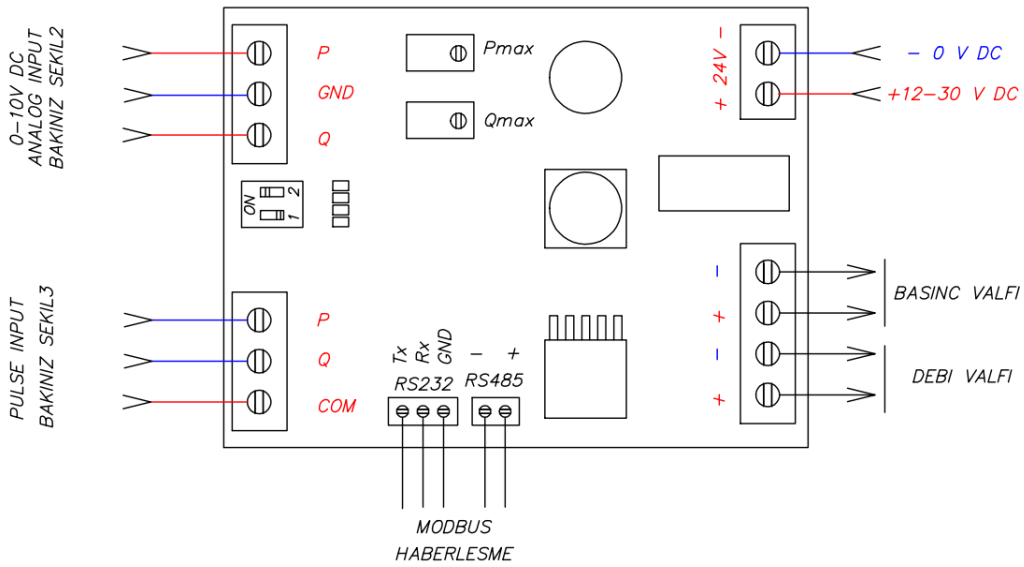 0-10V DC
ANALOG INPUT
BAKINIZ SEKIL2
P
GND
Q
Pmax
Qmax
+ 24V -
- 0 V DC
+12-30 V DC
ON
1 2
PULSE INPUT
BAKINIZ SEKIL3
P
Q
COM
Tx Rx GND - +
RS232 RS485
-
+
-
+
BASINC VALFI
DEBI VALFI
MODBUS
HABERLESME